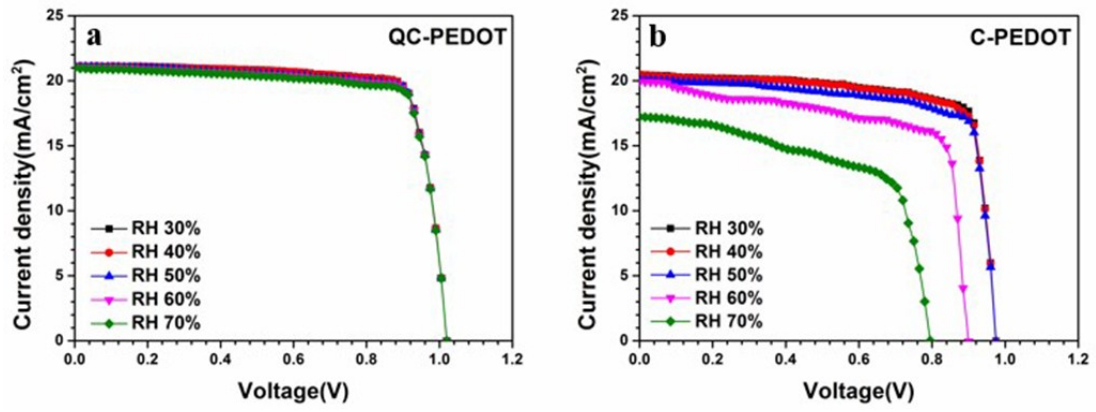 a
QC-PEDOT
25
20
15
10
5
0
Current density(mA/cm²)
RH 30%
RH 40%
RH 50%
RH 60%
RH 70%
0.0 0.2 0.4 0.6 0.8 1.0 1.2
Voltage(V)
b
C-PEDOT
25
20
15
10
5
0
Current density(mA/cm²)
RH 30%
RH 40%
RH 50%
RH 60%
RH 70%
0.0 0.2 0.4 0.6 0.8 1.0 1.2
Voltage(V)